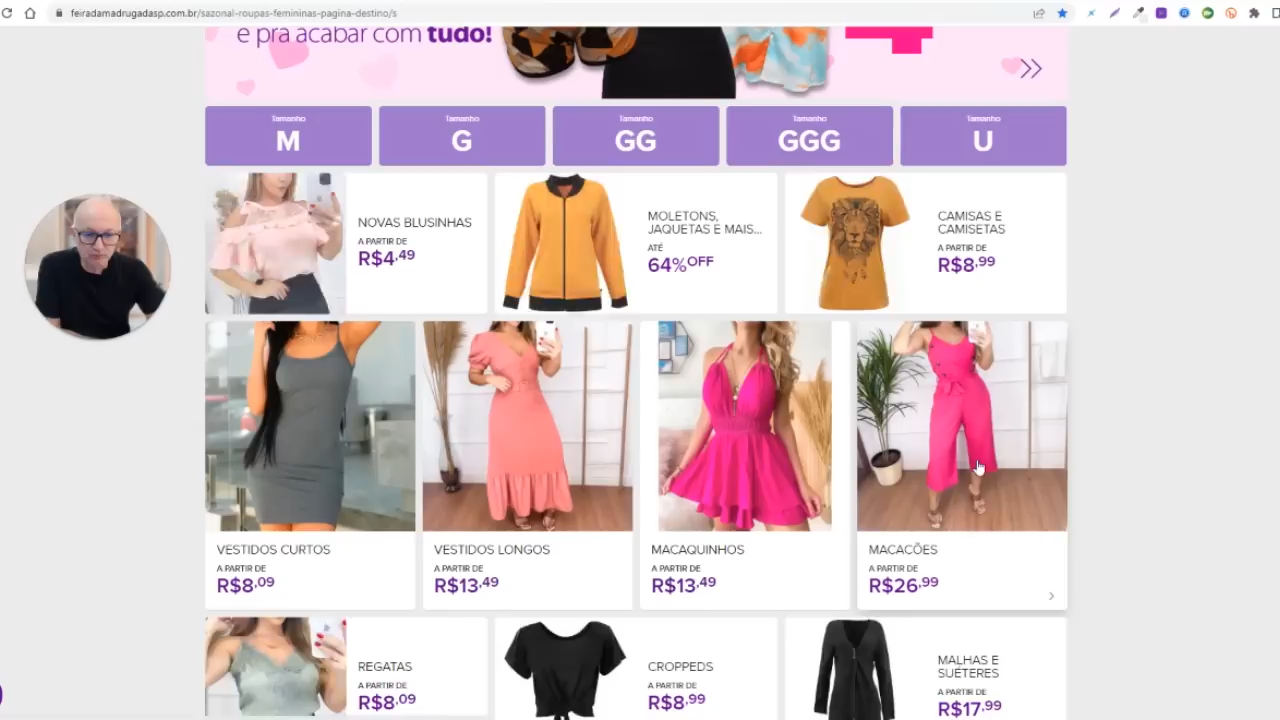 feiradamadrugadasp.com.br/sazonal-roupas-femininas-pagina-destino/s
e pra acabar com tudo!
Tamanho
M
Tamanho
G
Tamanho
GG
Tamanho
GGG
Tamanho
U
NOVAS BLUSINHAS
A PARTIR DE
R$4,49
MOLETONS,
JAQUETAS E MAIS...
ATÉ
64%OFF
CAMISAS E
CAMISETAS
A PARTIR DE
R$8,99
VESTIDOS CURTOS
A PARTIR DE
R$8,09
VESTIDOS LONGOS
A PARTIR DE
R$13,49
MACAQUINHOS
A PARTIR DE
R$13,49
MACACÕES
A PARTIR DE
R$26,99
REGATAS
A PARTIR DE
R$8,09
CROPPEDS
A PARTIR DE
R$8,99
MALHAS E
SUÉTERES
A PARTIR DE
R$17,99